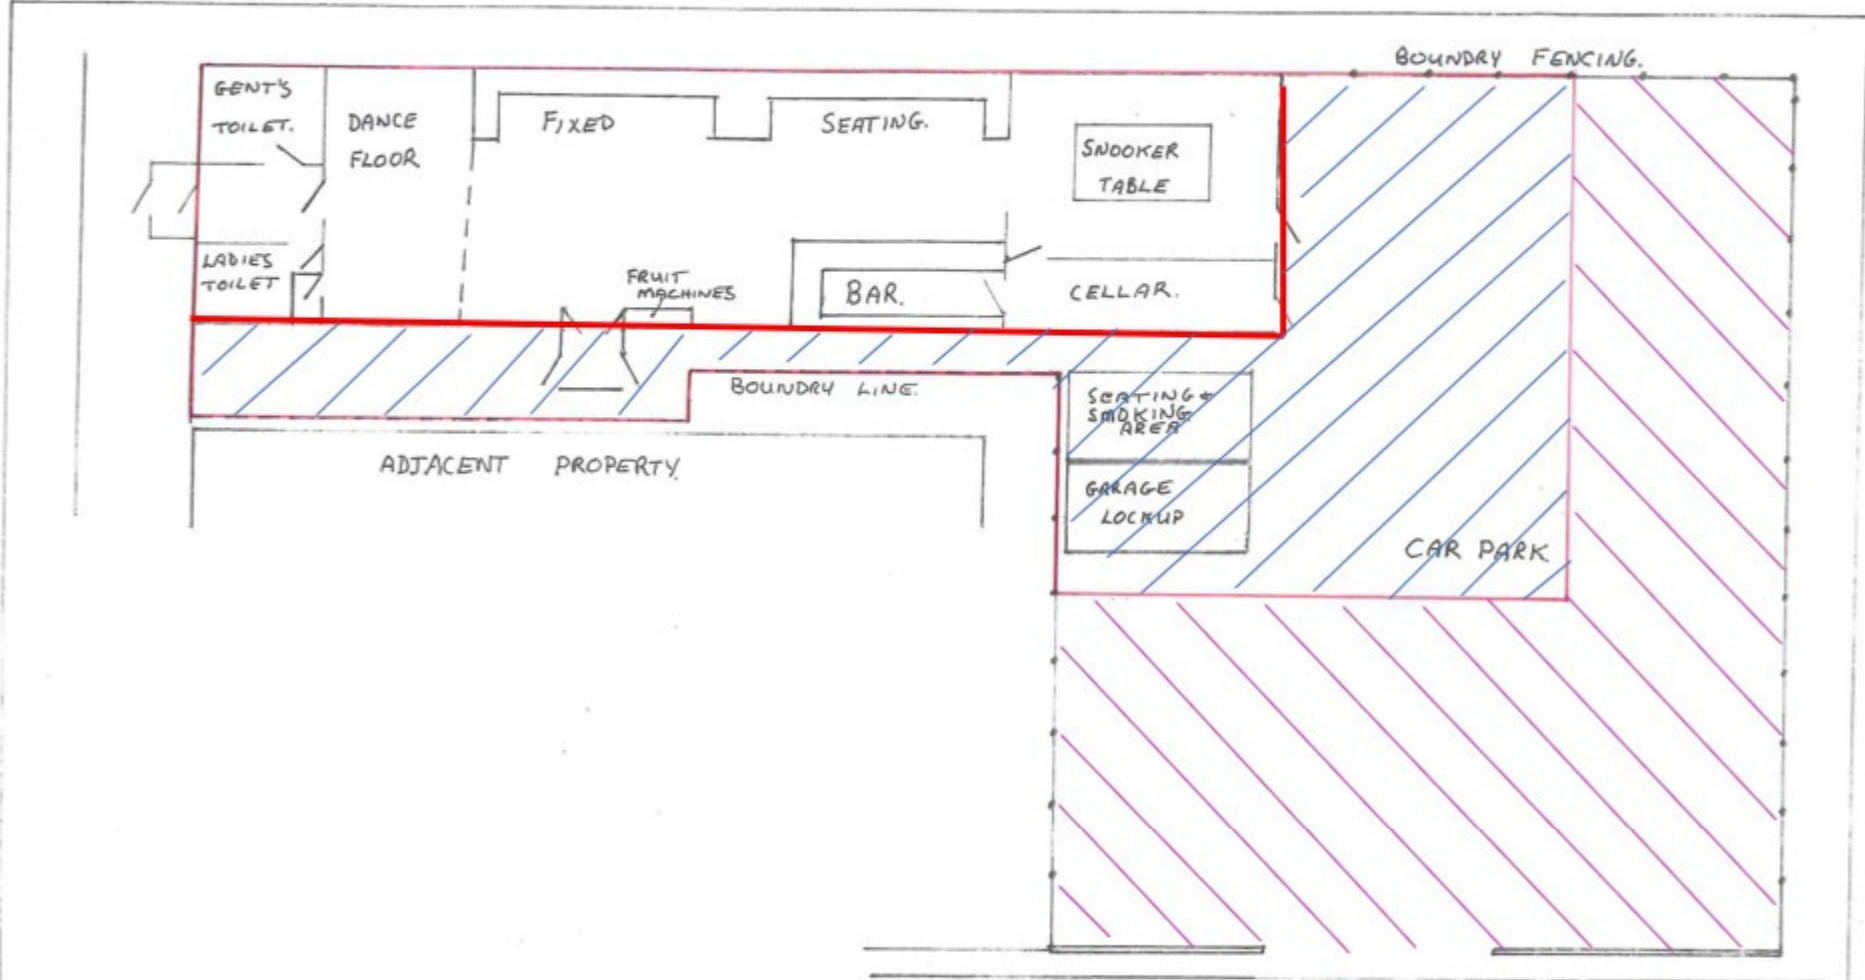 BOUNDRY FENCING.
GENT'S
TOILET.
DANCE
FLOOR
FIXED
SEATING.
SNOOKER
TABLE
LADIES
TOILET
FRUIT
MACHINES
BAR.
CELLAR.
BOUNDRY LINE.
SEATING &
SMOKING
AREA
ADJACENT PROPERTY.
GARAGE
LOCKUP
CAR PARK